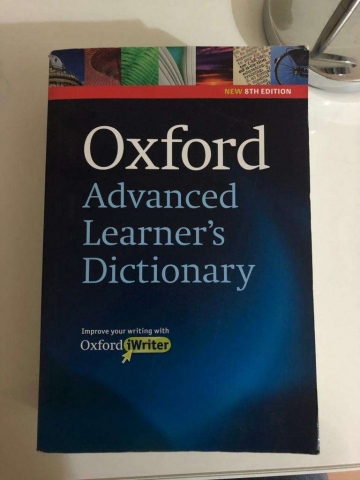 NEW 8TH EDITION
Oxford
Advanced
Learner's
Dictionary
Improve your writing with
Oxford iWriter